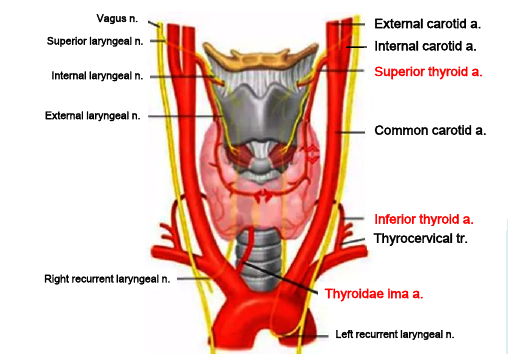 Vagus n.
Superior laryngeal n.
Internal laryngeal n.
External laryngeal n.
Right recurrent laryngeal n.
External carotid a.
Internal carotid a.
Superior thyroid a.
Common carotid a.
Inferior thyroid a.
Thyrocervical tr.
Thyroidae ima a.
Left recurrent laryngeal n.